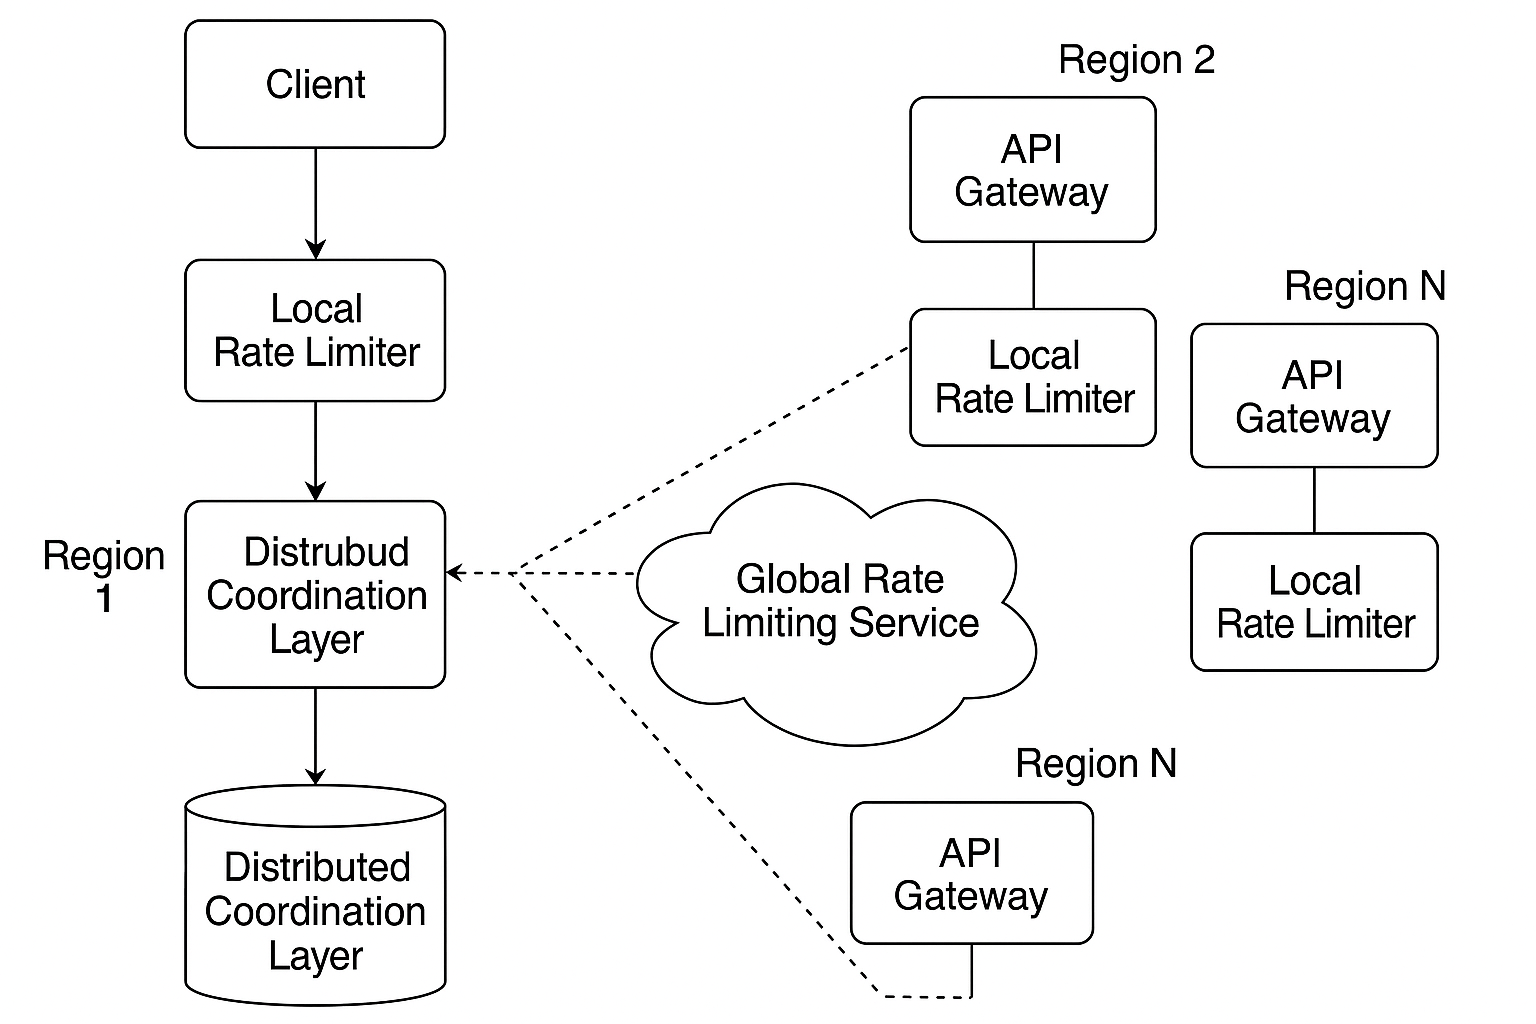 Client
Local
Rate Limiter
Region
1
Distrubud
Coordination
Layer
Distributed
Coordination
Layer
Region 2
API
Gateway
Local
Rate Limiter
Region N
API
Gateway
Local
Rate Limiter
Global Rate
Limiting Service
Region N
API
Gateway